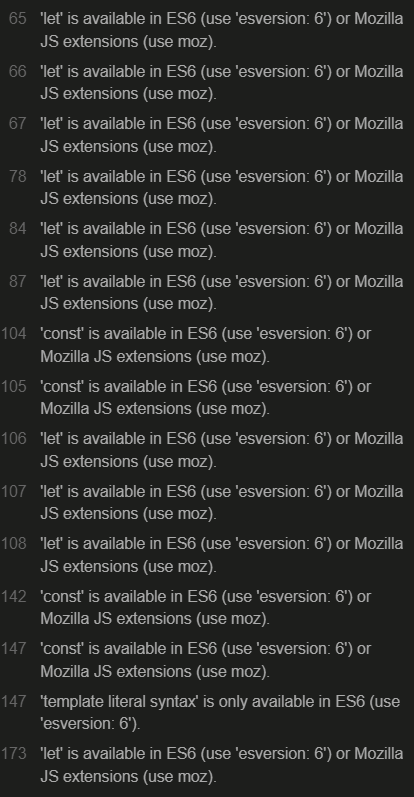 65 'let' is available in ES6 (use 'esversion: 6') or Mozilla
JS extensions (use moz).
66 'let' is available in ES6 (use 'esversion: 6') or Mozilla
JS extensions (use moz).
67 'let' is available in ES6 (use 'esversion: 6') or Mozilla
JS extensions (use moz).
78 'let' is available in ES6 (use 'esversion: 6') or Mozilla
JS extensions (use moz).
84 'let' is available in ES6 (use 'esversion: 6') or Mozilla
JS extensions (use moz).
87 'let' is available in ES6 (use 'esversion: 6') or Mozilla
JS extensions (use moz).
104 'const' is available in ES6 (use 'esversion: 6') or
Mozilla JS extensions (use moz).
105 'const' is available in ES6 (use 'esversion: 6') or
Mozilla JS extensions (use moz).
106 'let' is available in ES6 (use 'esversion: 6') or Mozilla
JS extensions (use moz).
107 'let' is available in ES6 (use 'esversion: 6') or Mozilla
JS extensions (use moz).
108 'let' is available in ES6 (use 'esversion: 6') or Mozilla
JS extensions (use moz).
142 'const' is available in ES6 (use 'esversion: 6') or
Mozilla JS extensions (use moz).
147 'const' is available in ES6 (use 'esversion: 6') or
Mozilla JS extensions (use moz).
147 'template literal syntax' is only available in ES6 (use
'esversion: 6').
173 'let' is available in ES6 (use 'esversion: 6') or Mozilla
JS extensions (use moz).